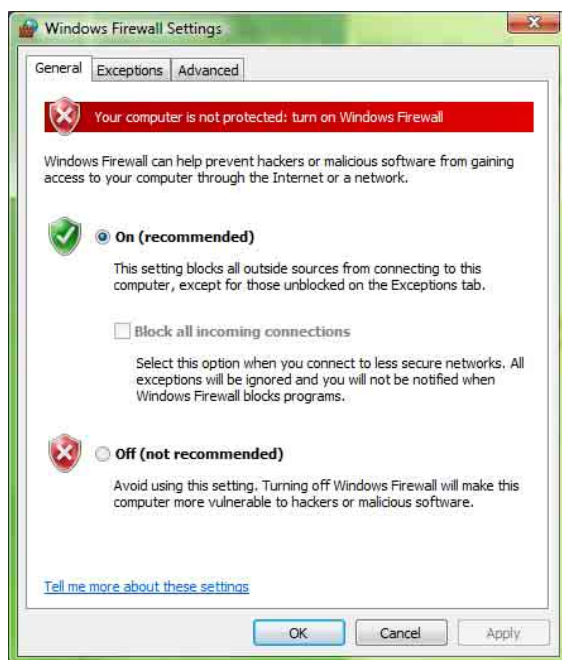 Windows Firewall Settings
General Exceptions Advanced
Your computer is not protected: turn on Windows Firewall
Windows Firewall can help prevent hackers or malicious software from gaining
access to your computer through the Internet or a network.
On (recommended)
This setting blocks all outside sources from connecting to this
computer, except for those unblocked on the Exceptions tab.
Block all incoming connections
Select this option when you connect to less secure networks. All
exceptions will be ignored and you will not be notified when
Windows Firewall blocks programs.
Off (not recommended)
Avoid using this setting. Turning off Windows Firewall will make this
computer more vulnerable to hackers or malicious software.
Tell me more about these settings
OK Cancel Apply